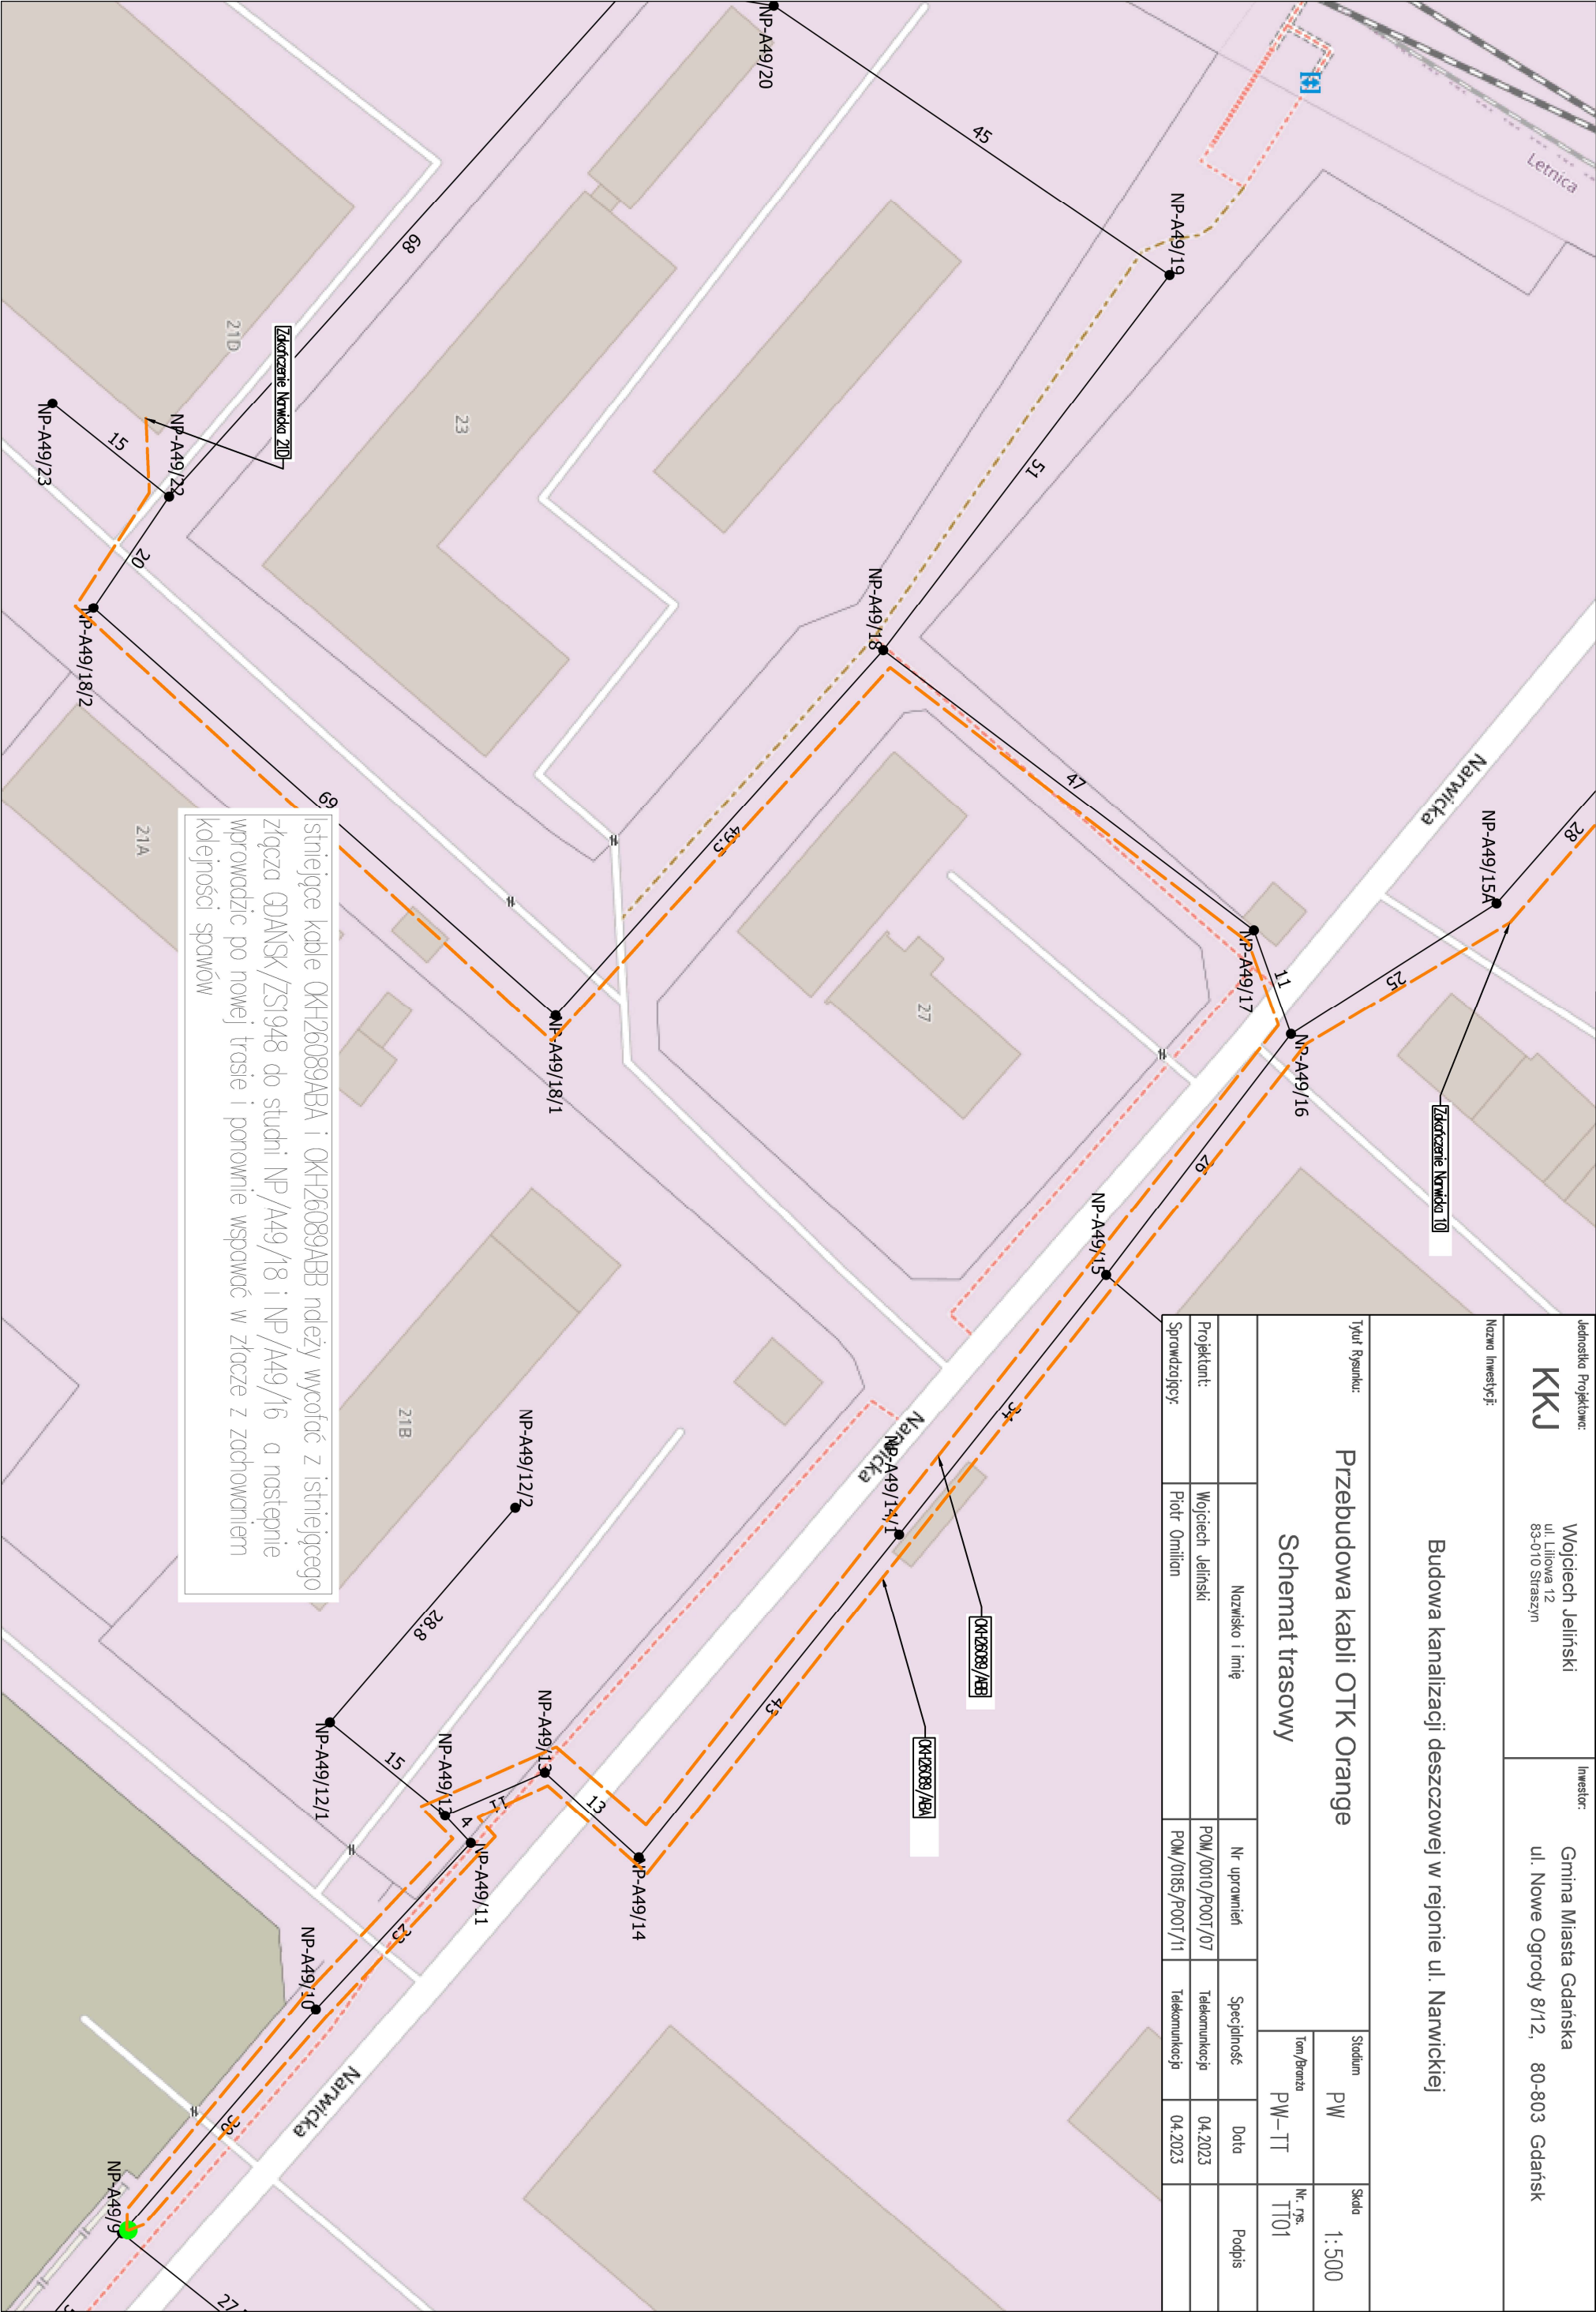 Jednostka Projektowa:
KKJ
Wojciech Jeliński
ul. Liliowa 12
83-010 Straszyn
Inwestor:
Gmina Miasta Gdańska
ul. Nowe Ogrody 8/12, 80-803 Gdańsk
Nazwa Inwestycji:
Budowa kanalizacji deszczowej w rejonie ul. Narwickiej
Tytuł Rysunku:
Przebudowa kabli OTK Orange
Schemat trasowy
Stadium
PW
Skala
1:500
Tom/Branża
PW-TT
Nr. rys.
TT01
Nazwisko i imię
Nr uprawnień
Specjalność
Data
Podpis
Projektant:
Wojciech Jeliński
POM/0010/POOT/07
Telekomunikacja
04.2023
Sprawdzający:
Piotr Omilian
POM/0185/POOT/11
Telekomunikacja
04.2023
Letnica
NP-A49/20
45
NP-A49/19
51
NP-A49/18
68
21D
Zakończenie Narwicka 21D
23
NP-A49/23
15
NP-A49/22
20
NP-A49/18/2
69
49.5
47
Narwicka
28
NP-A49/15A
25
NP-A49/17
11
NP-A49/16
Zakończenie Narwicka 10
26
NP-A49/15
27
21A
NP-A49/18/1
Istniejące kable OKH26089ABA i OKH26089ABB należy wycofać z istniejącego
złącza GDAŃSK/ZS1948 do studni NP/A49/18 i NP/A49/16 a następnie
wprowadzic po nowej trasie i ponownie wspawać w złacze z zachowaniem
kolejności spawów
34
Narwicka
NP-A49/14/1
OKH26089/ABB
OKH26089/ABA
21B
NP-A49/12/2
28.8
43
NP-A49/13
13
NP-A49/14
NP-A49/12/1
15
NP-A49/12
11
4
NP-A49/11
23
NP-A49/10
Narwicka
NP-A49/9